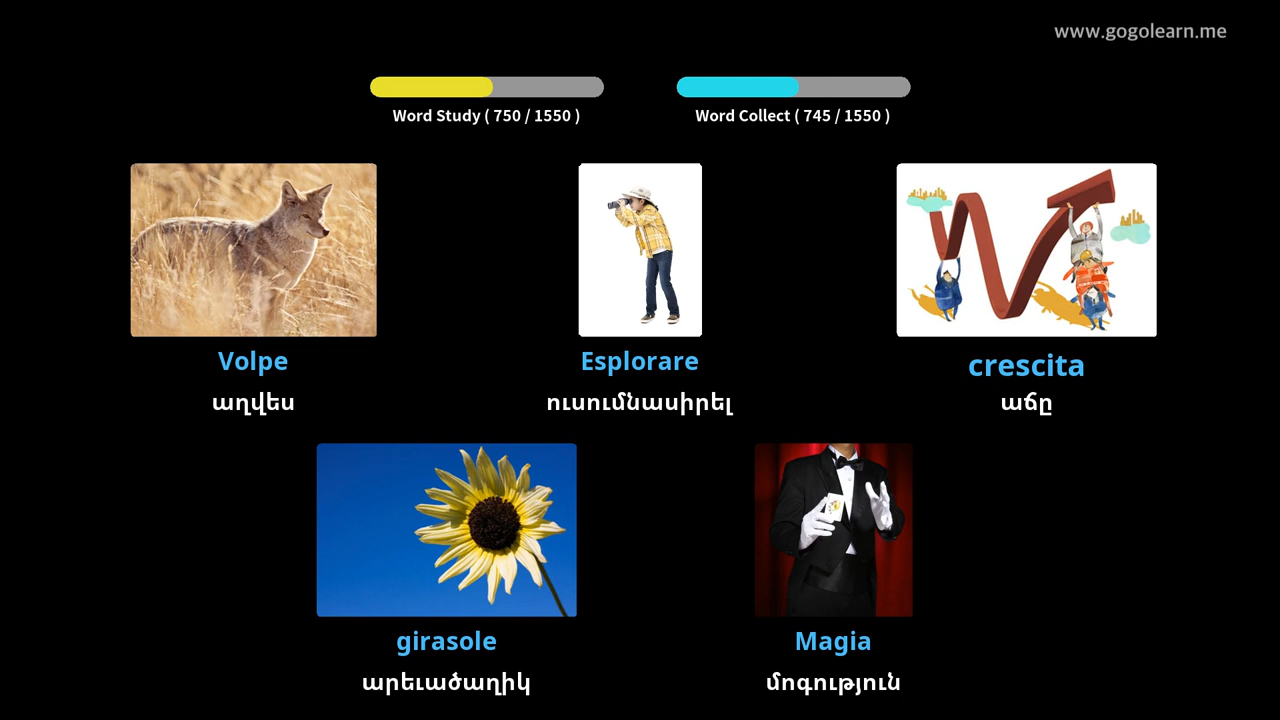 www.gogolearn.me
Word Study ( 750 / 1550 )
Word Collect ( 745 / 1550 )
Volpe
Esplorare
crescita
աղվես
ուսումնասիրել
աճը
girasole
Magia
արեւածաղիկ
մոգություն